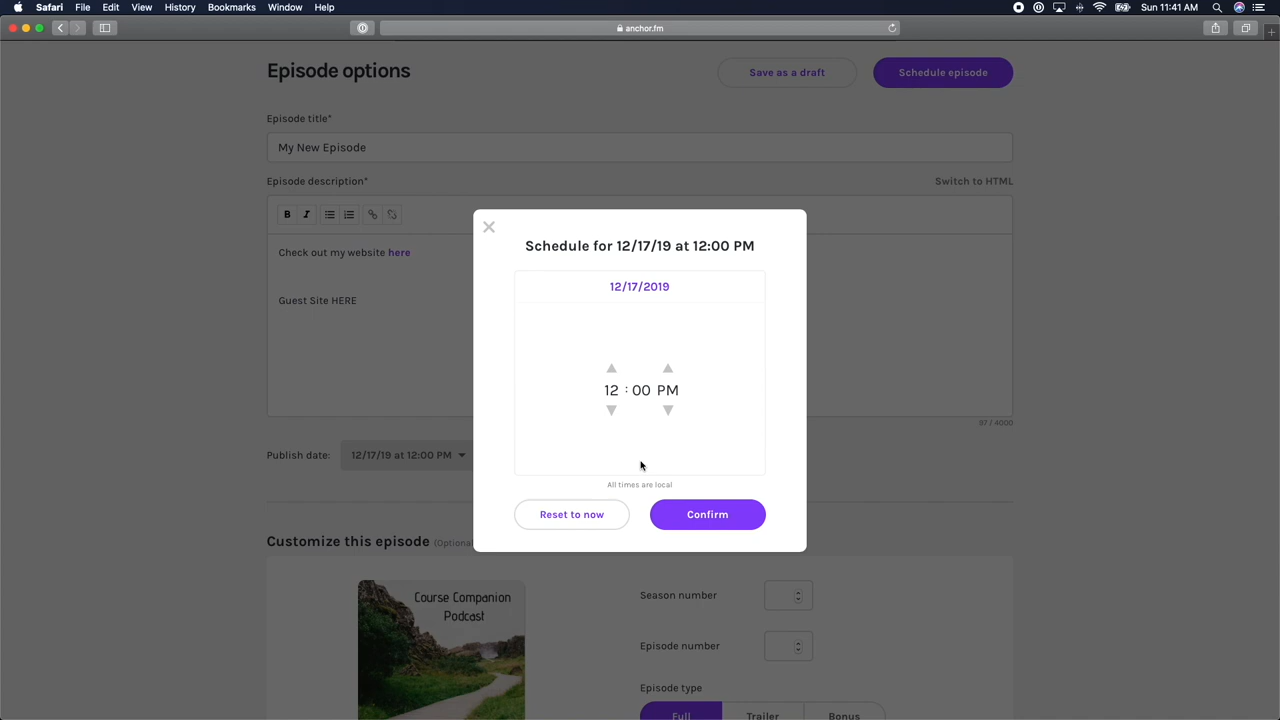 Safari File Edit View History Bookmarks Window Help Sun 11:41 AM
anchor.fm
Episode options Save as a draft Schedule episode
Episode title*
My New Episode
Episode description* Switch to HTML
B I
Check out my website here
Guest Site HERE
97 / 4000
Publish date: 12/17/19 at 12:00 PM
Schedule for 12/17/19 at 12:00 PM
12/17/2019
12 : 00 PM
All times are local
Reset to now Confirm
Customize this episode (Optional
Course Companion
Podcast
Season number
Episode number
Episode type
Full Trailer Bonus